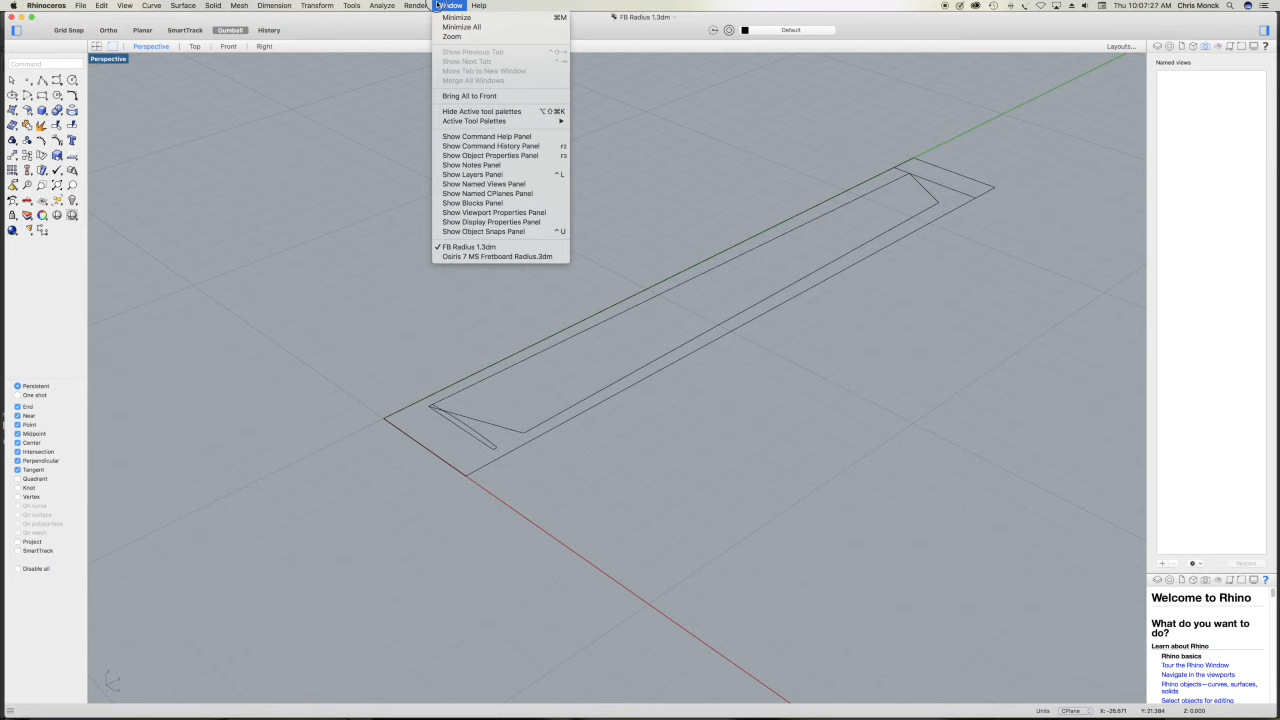 Rhinoceros File Edit View Curve Surface Solid Mesh Dimension Transform Tools Analyze Render Window Help Thu 10:07:27 AM Chris Monck
FB Radius 1.3dm
Grid Snap Ortho Planar SmartTrack Gumball History Default
Perspective Top Front Right Layouts...
Perspective
Command
Minimize ⌘M
Minimize All
Zoom
Show Previous Tab
Show Next Tab
Move Tab to New Window
Merge All Windows
Bring All to Front
Hide Active tool palettes ⌥⇧⌘K
Active Tool Palettes ▶
Show Command Help Panel
Show Command History Panel F2
Show Object Properties Panel F3
Show Notes Panel
Show Layers Panel ^L
Show Named Views Panel
Show Named CPlanes Panel
Show Blocks Panel
Show Viewport Properties Panel
Show Display Properties Panel
Show Object Snaps Panel ^U
✓ FB Radius 1.3dm
Osiris 7 MS Fretboard Radius.3dm
Persistent
One shot
End
Near
Point
Midpoint
Center
Intersection
Perpendicular
Tangent
Quadrant
Knot
Vertex
On curve
On surface
On polysurface
On mesh
Project
SmartTrack
Disable all
Named views
Restore
Welcome to Rhino
What do you want to
do?
Learn about Rhino
Rhino basics
Tour the Rhino Window
Navigate in the viewports
Rhino objects—curves, surfaces,
solids
Select objects for editing
Units CPlane X: -26.671 Y: 21.384 Z: 0.000